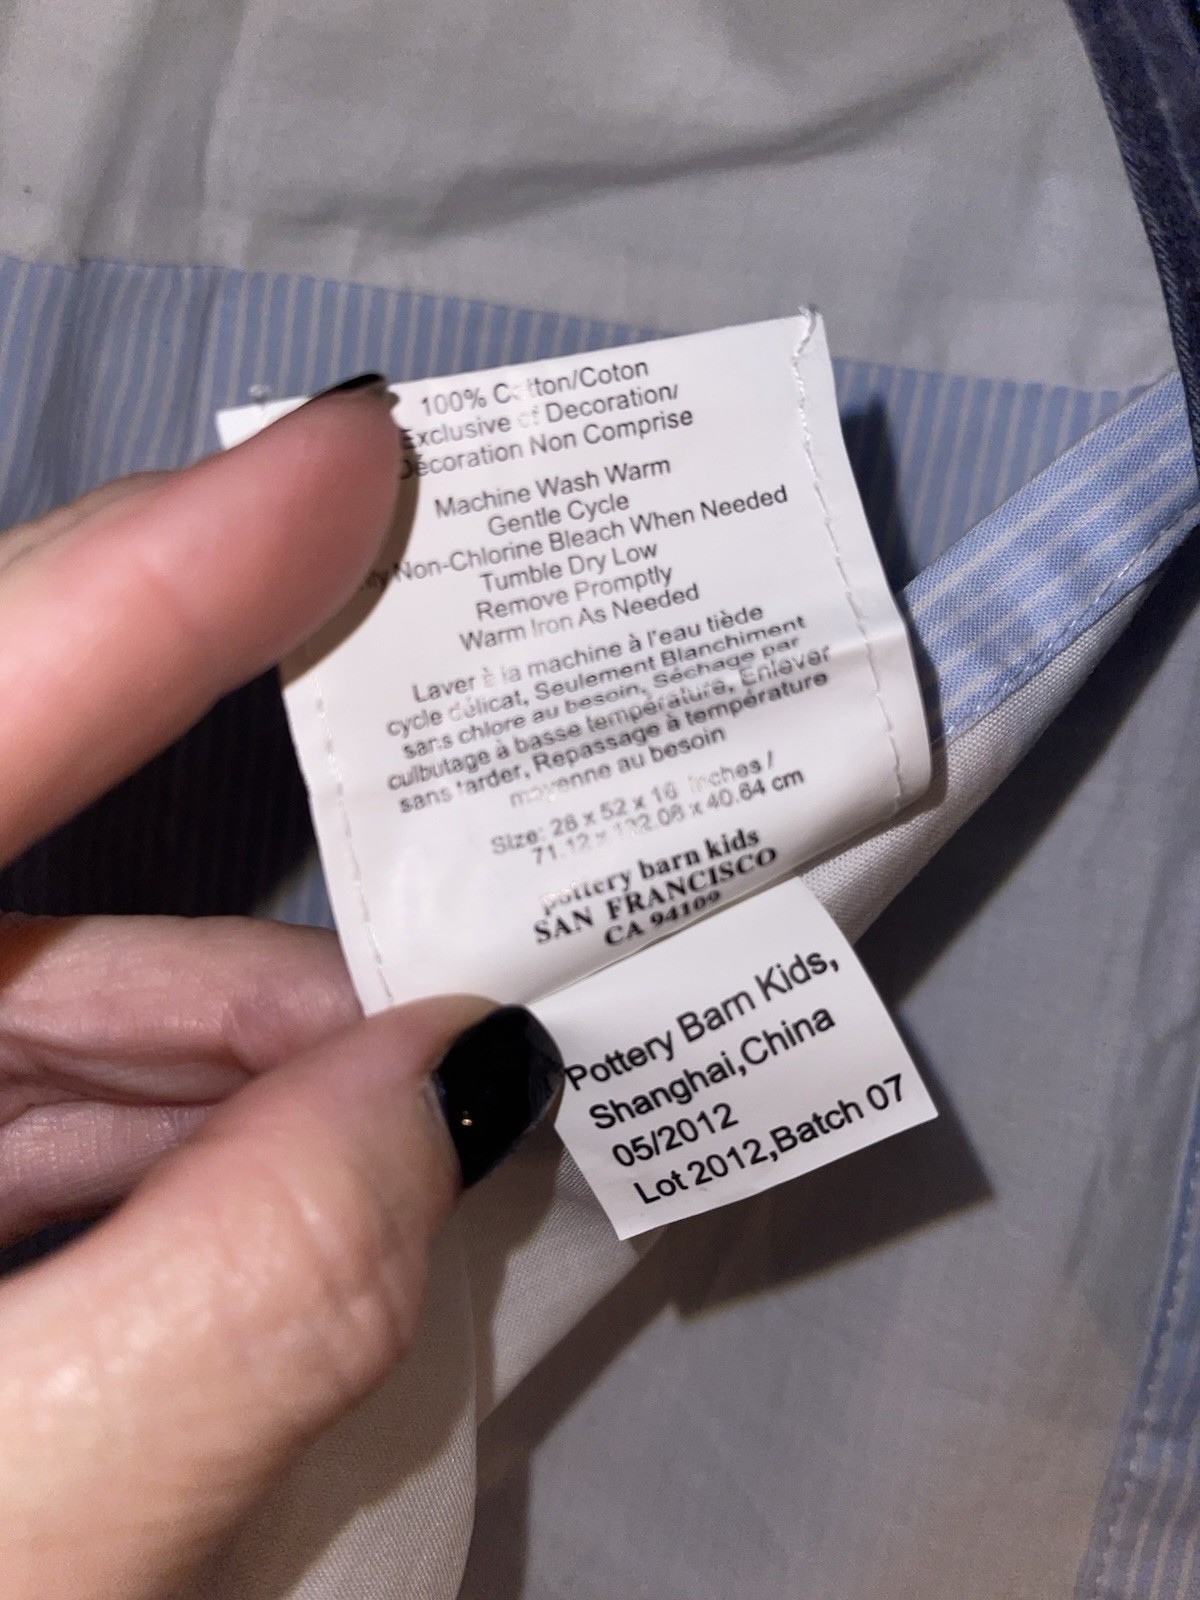 100% Cotton/Coton
Exclusive of Decoration/
Décoration Non Comprise
Machine Wash Warm
Gentle Cycle
Non-Chlorine Bleach When Needed
Tumble Dry Low
Remove Promptly
Warm Iron As Needed
Laver à la machine à l'eau tiède
cycle délicat, Seulement Blanchiment
sans chlore au besoin, Séchage par
culbutage à basse température, Enlever
sans tarder, Repassage à température
moyenne au besoin
Size: 28 x 52 x 16 Inches /
71.12 x 132.08 x 40.64 cm
pottery barn kids
SAN FRANCISCO
CA 94109
Pottery Barn Kids,
Shanghai,China
05/2012
Lot 2012,Batch 07